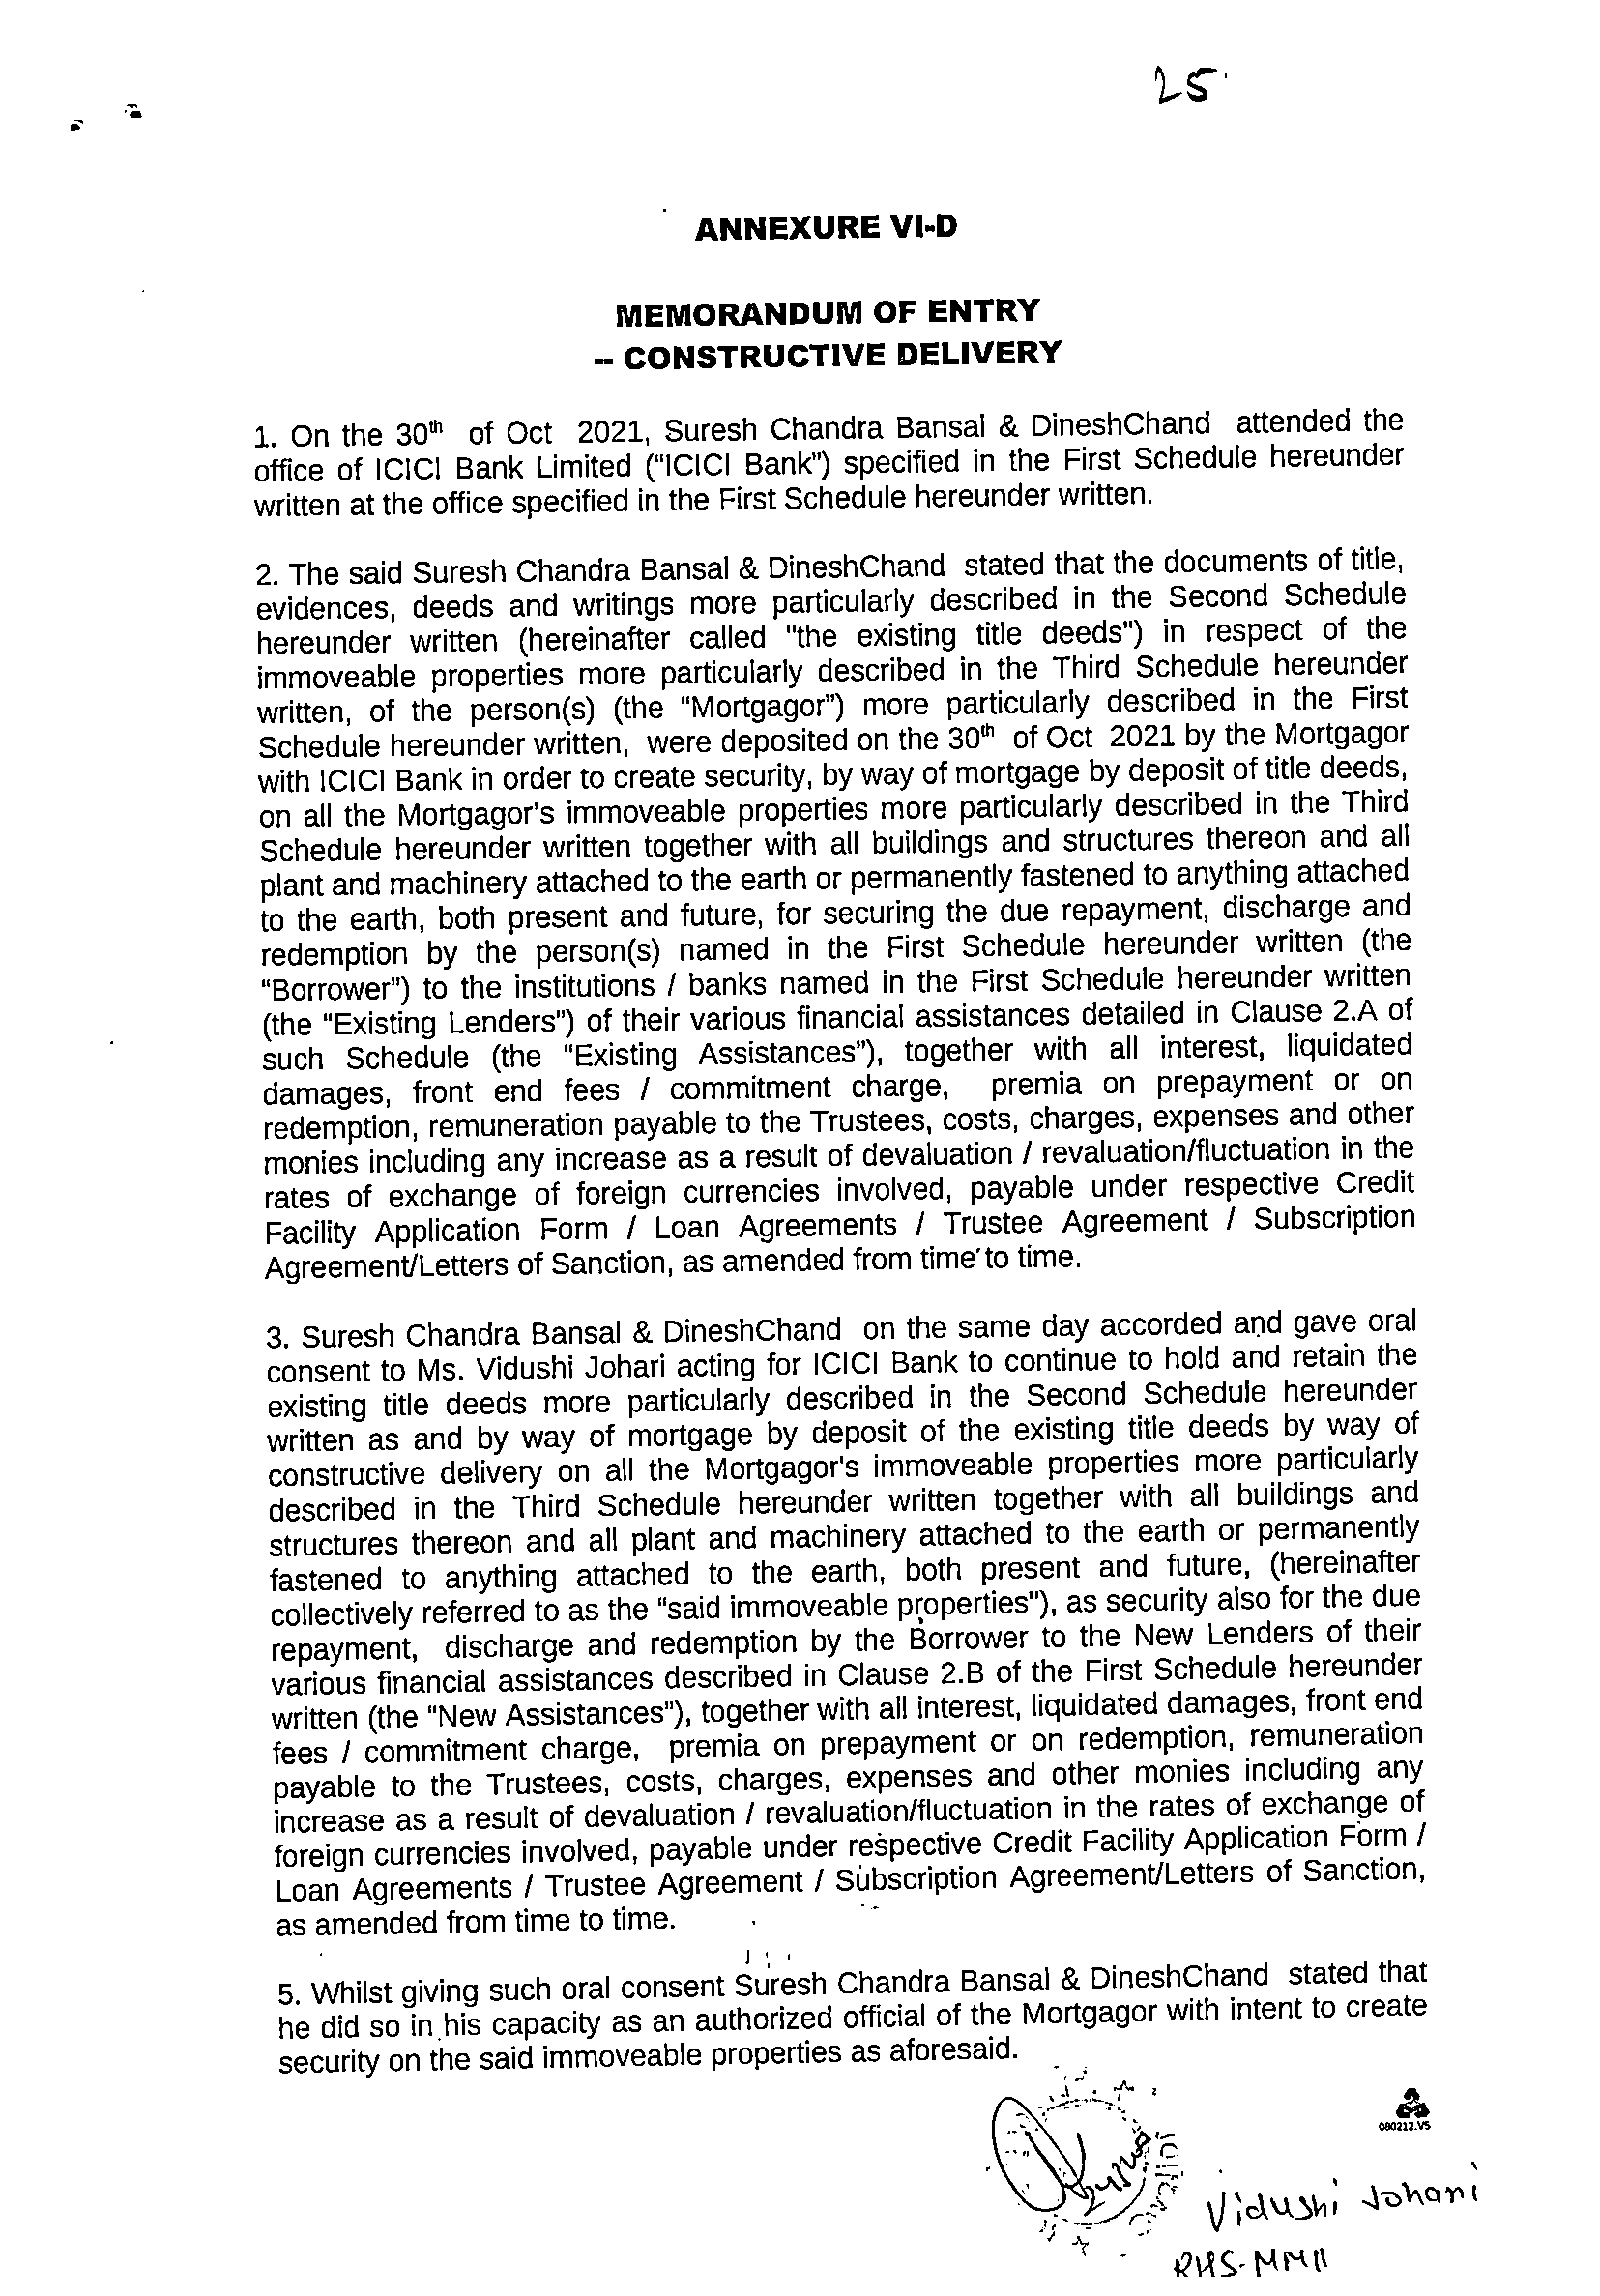 25
ANNEXURE VI-D
MEMORANDUM OF ENTRY
-- CONSTRUCTIVE DELIVERY
1. On the 30th of Oct 2021, Suresh Chandra Bansal & DineshChand attended the
office of ICICI Bank Limited (“ICICI Bank”) specified in the First Schedule hereunder
written at the office specified in the First Schedule hereunder written.
2. The said Suresh Chandra Bansal & DineshChand stated that the documents of title,
evidences, deeds and writings more particularly described in the Second Schedule
hereunder written (hereinafter called "the existing title deeds") in respect of the
immoveable properties more particularly described in the Third Schedule hereunder
written, of the person(s) (the “Mortgagor”) more particularly described in the First
Schedule hereunder written, were deposited on the 30th of Oct 2021 by the Mortgagor
with ICICI Bank in order to create security, by way of mortgage by deposit of title deeds,
on all the Mortgagor's immoveable properties more particularly described in the Third
Schedule hereunder written together with all buildings and structures thereon and all
plant and machinery attached to the earth or permanently fastened to anything attached
to the earth, both present and future, for securing the due repayment, discharge and
redemption by the person(s) named in the First Schedule hereunder written (the
“Borrower”) to the institutions / banks named in the First Schedule hereunder written
(the "Existing Lenders") of their various financial assistances detailed in Clause 2.A of
such Schedule (the “Existing Assistances”), together with all interest, liquidated
damages, front end fees / commitment charge, premia on prepayment or on
redemption, remuneration payable to the Trustees, costs, charges, expenses and other
monies including any increase as a result of devaluation / revaluation/fluctuation in the
rates of exchange of foreign currencies involved, payable under respective Credit
Facility Application Form / Loan Agreements / Trustee Agreement / Subscription
Agreement/Letters of Sanction, as amended from time to time.
3. Suresh Chandra Bansal & DineshChand on the same day accorded and gave oral
consent to Ms. Vidushi Johari acting for ICICI Bank to continue to hold and retain the
existing title deeds more particularly described in the Second Schedule hereunder
written as and by way of mortgage by deposit of the existing title deeds by way of
constructive delivery on all the Mortgagor's immoveable properties more particularly
described in the Third Schedule hereunder written together with all buildings and
structures thereon and all plant and machinery attached to the earth or permanently
fastened to anything attached to the earth, both present and future, (hereinafter
collectively referred to as the “said immoveable properties"), as security also for the due
repayment, discharge and redemption by the Borrower to the New Lenders of their
various financial assistances described in Clause 2.B of the First Schedule hereunder
written (the "New Assistances"), together with all interest, liquidated damages, front end
fees / commitment charge, premia on prepayment or on redemption, remuneration
payable to the Trustees, costs, charges, expenses and other monies including any
increase as a result of devaluation / revaluation/fluctuation in the rates of exchange of
foreign currencies involved, payable under respective Credit Facility Application Form /
Loan Agreements / Trustee Agreement / Subscription Agreement/Letters of Sanction,
as amended from time to time.
5. Whilst giving such oral consent Suresh Chandra Bansal & DineshChand stated that
he did so in his capacity as an authorized official of the Mortgagor with intent to create
security on the said immoveable properties as aforesaid.
080212.V5
Vidushi Johari